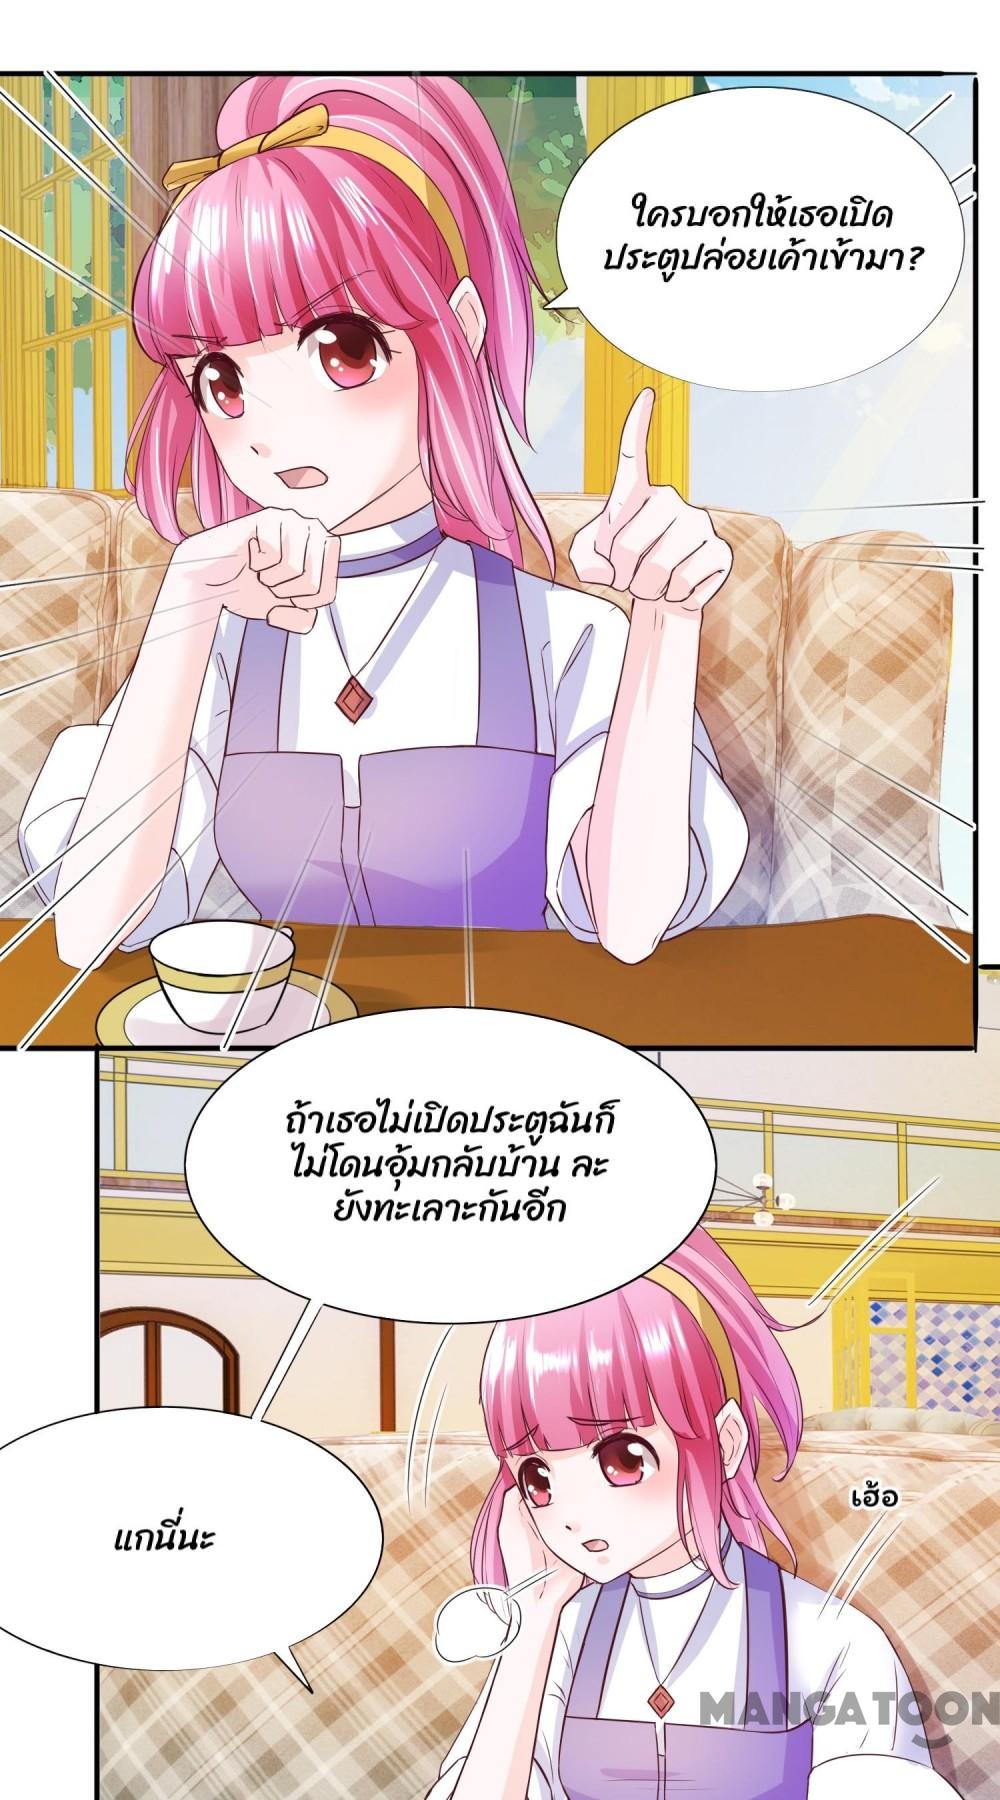 ใครบอกให้เธอเปิด
ประตูปล่อยเค้าเข้ามา?
ถ้าเธอไม่เปิดประตูฉันก็
ไม่โดนอุ้มกลับบ้าน ละ
ยังทะเลาะกันอีก
แกนี่นะ
เฮ้อ
MANGATOON